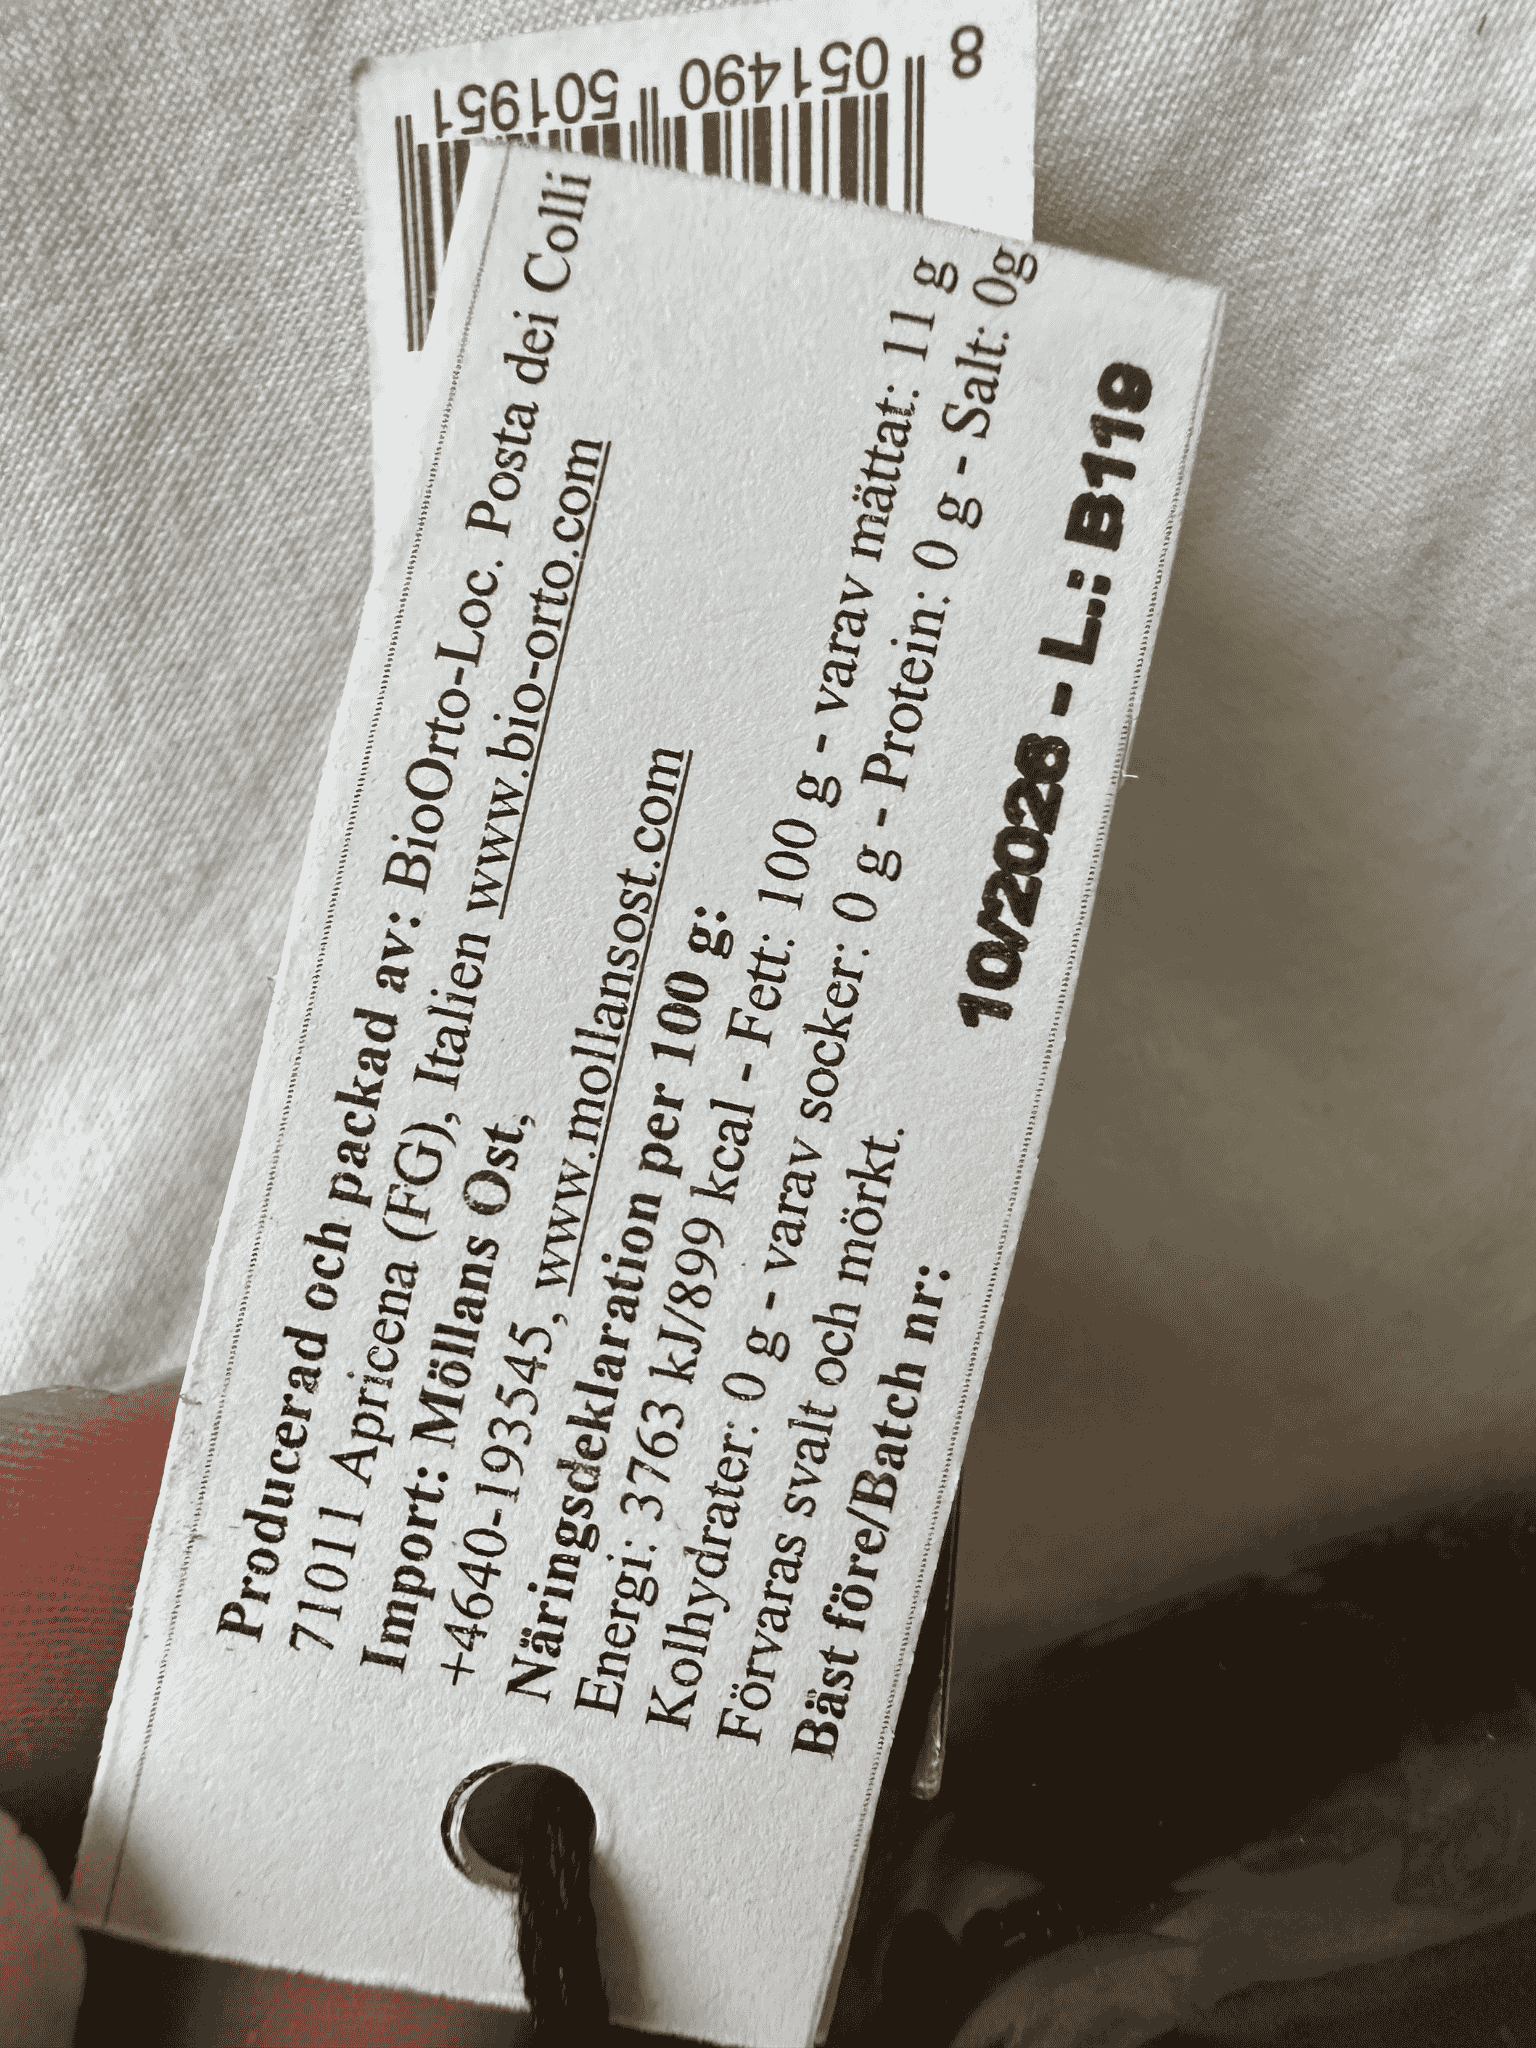 Producerad och packad av: BioOrto-Loc. Posta dei Colli
71011 Apricena (FG), Italien www.bio-orto.com
Import: Möllans Ost,
+4640-193545, www.mollansost.com
Näringsdeklaration per 100 g:
Energi: 3763 kJ/899 kcal - Fett: 100 g - varav mättat: 11 g
Kolhydrater: 0 g - varav socker: 0 g - Protein: 0 g - Salt: 0g
Förvaras svalt och mörkt.
Bäst före/Batch nr: 10/2026 - L.: B119
8 051490 501951